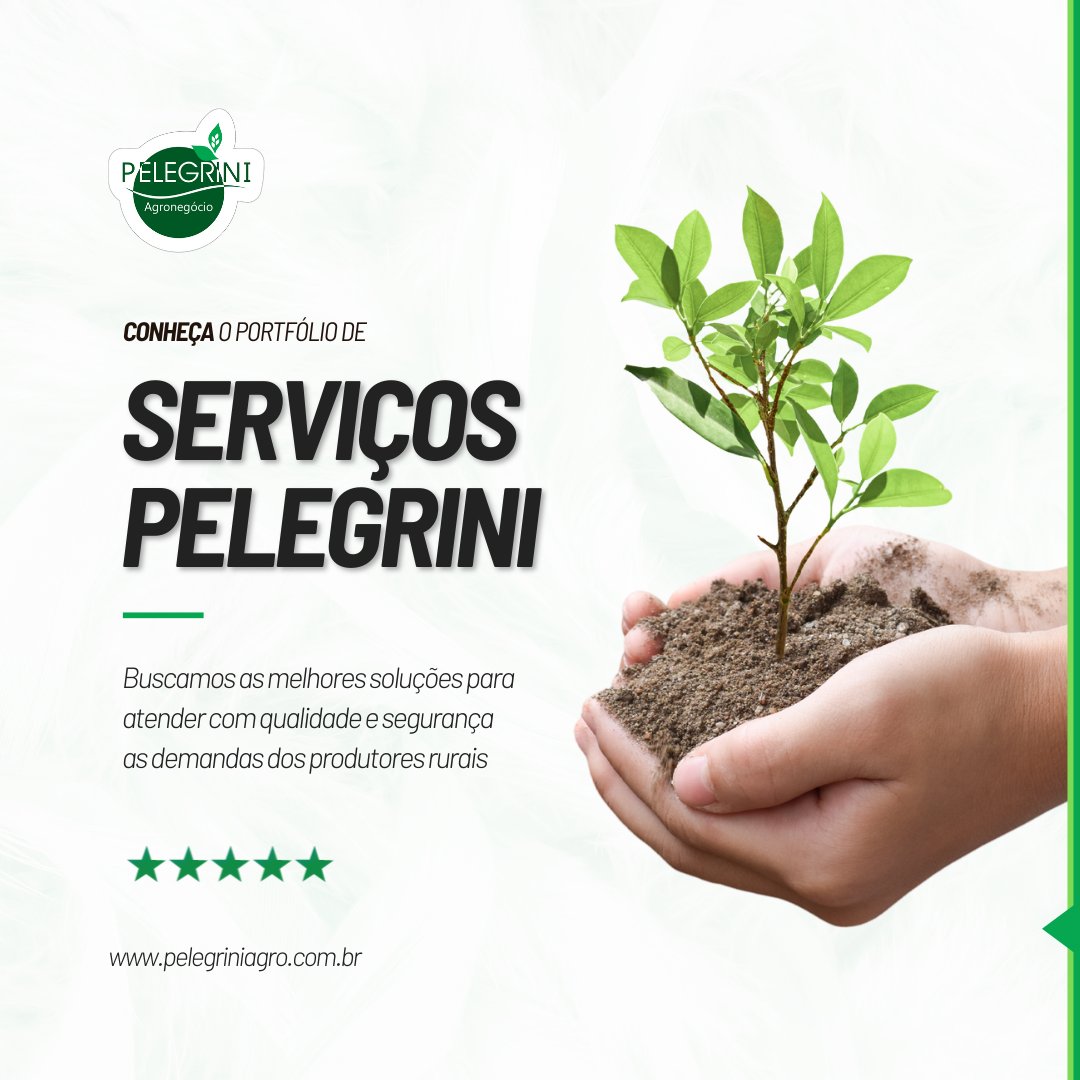 PELEGRINI
Agronegócio
CONHEÇA O PORTFÓLIO DE
SERVIÇOS
PELEGRINI
Buscamos as melhores soluções para
atender com qualidade e segurança
as demandas dos produtores rurais
www.pelegriniagro.com.br